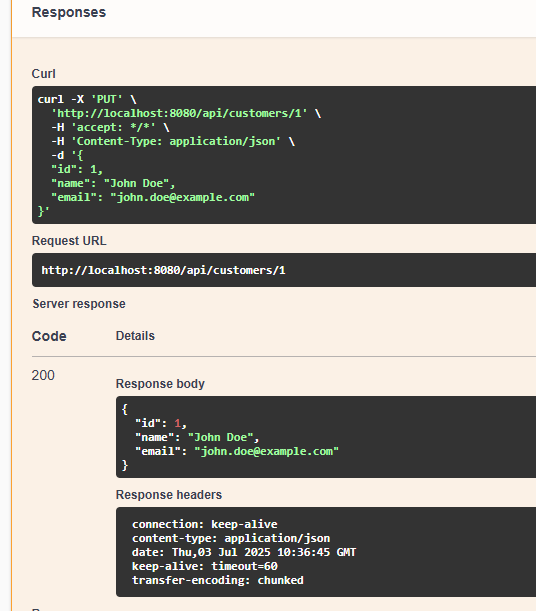 Responses
Curl
curl -X 'PUT' \
'http://localhost:8080/api/customers/1' \
-H 'accept: */*' \
-H 'Content-Type: application/json' \
-d '{
"id": 1,
"name": "John Doe",
"email": "john.doe@example.com"
}'
Request URL
http://localhost:8080/api/customers/1
Server response
Code Details
200
Response body
{
"id": 1,
"name": "John Doe",
"email": "john.doe@example.com"
}
Response headers
connection: keep-alive
content-type: application/json
date: Thu,03 Jul 2025 10:36:45 GMT
keep-alive: timeout=60
transfer-encoding: chunked